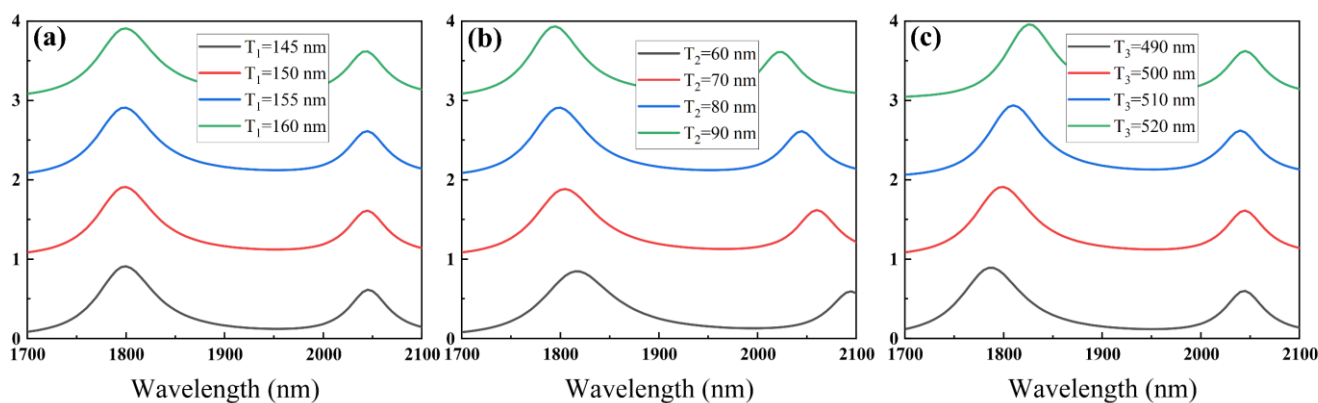 (a)
T₁=145 nm
T₁=150 nm
T₁=155 nm
T₁=160 nm
4
3
2
1
0
1700 1800 1900 2000 2100
Wavelength (nm)
(b)
T₂=60 nm
T₂=70 nm
T₂=80 nm
T₂=90 nm
4
3
2
1
0
1700 1800 1900 2000 2100
Wavelength (nm)
(c)
T₃=490 nm
T₃=500 nm
T₃=510 nm
T₃=520 nm
4
3
2
1
0
1700 1800 1900 2000 2100
Wavelength (nm)